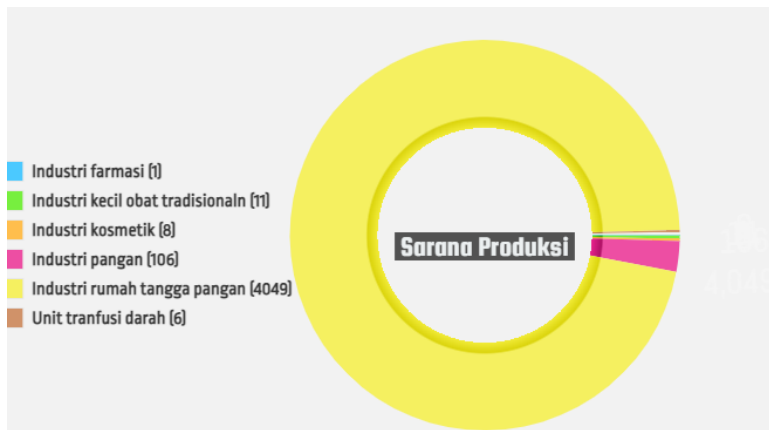 Industri farmasi (1)
Industri kecil obat tradisionaln (11)
Industri kosmetik (8)
Industri pangan (106)
Industri rumah tangga pangan (4049)
Unit tranfusi darah (6)
Sarana Produksi